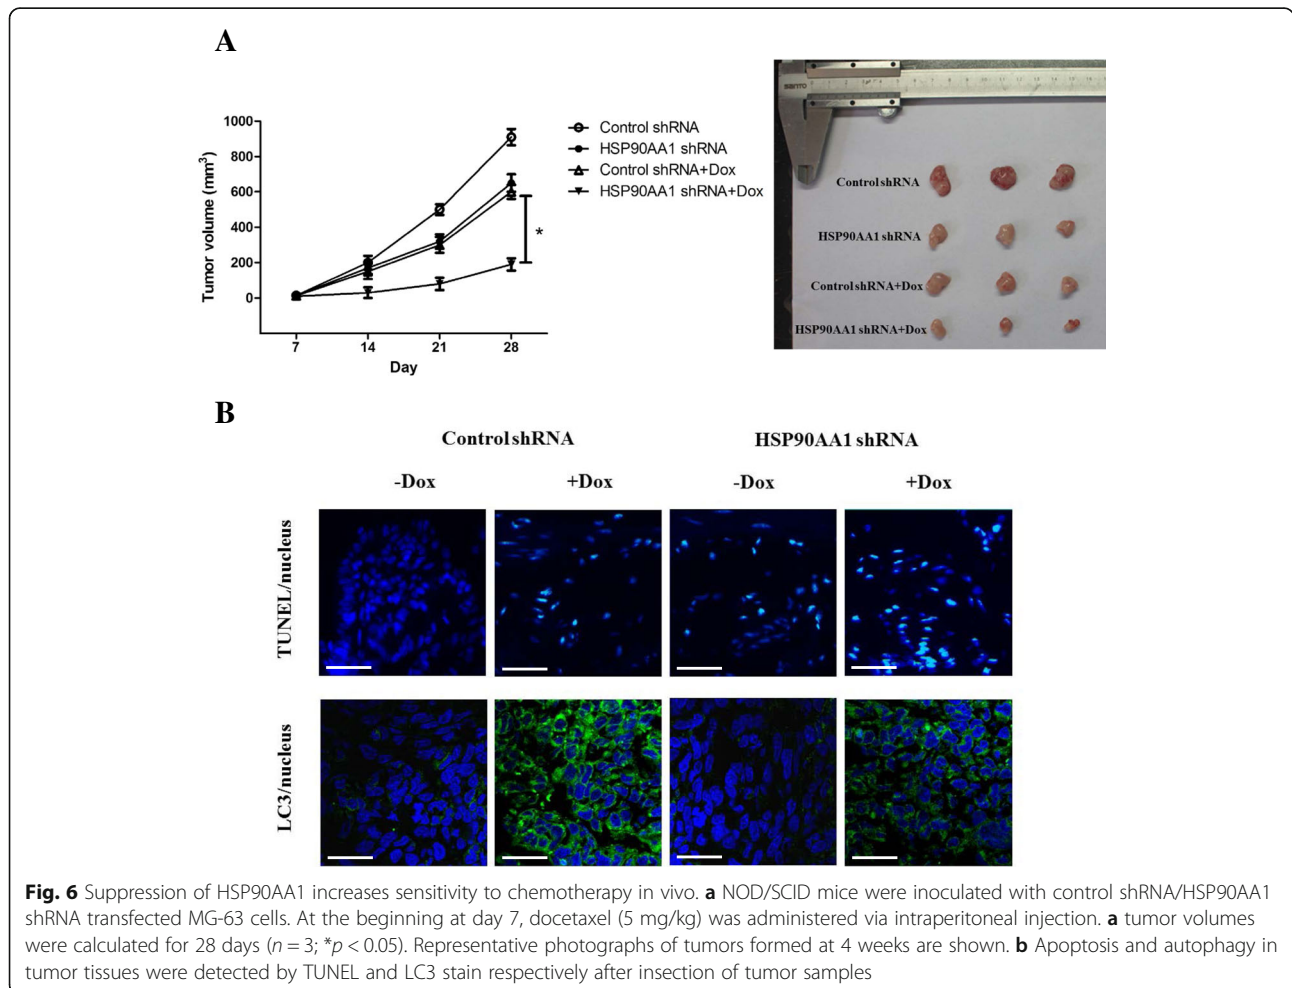 A
1000
800
600
400
200
0
Tumor volume (mm³)
7 14 21 28
Day
*
Control shRNA
HSP90AA1 shRNA
Control shRNA+Dox
HSP90AA1 shRNA+Dox
Control shRNA
HSP90AA1 shRNA
Control shRNA+Dox
HSP90AA1 shRNA+Dox
B
Control shRNA HSP90AA1 shRNA
-Dox +Dox -Dox +Dox
TUNEL/nucleus
LC3/nucleus
Fig. 6 Suppression of HSP90AA1 increases sensitivity to chemotherapy in vivo. a NOD/SCID mice were inoculated with control shRNA/HSP90AA1
shRNA transfected MG-63 cells. At the beginning at day 7, docetaxel (5 mg/kg) was administered via intraperitoneal injection. a tumor volumes
were calculated for 28 days (n = 3; *p < 0.05). Representative photographs of tumors formed at 4 weeks are shown. b Apoptosis and autophagy in
tumor tissues were detected by TUNEL and LC3 stain respectively after insection of tumor samples